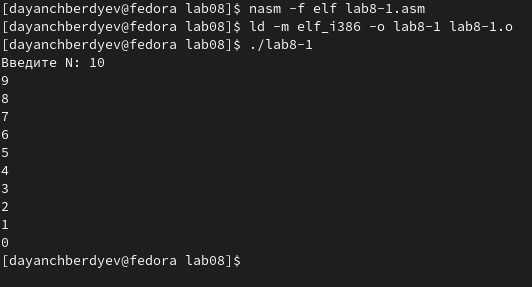 [dayanchberdyev@fedora lab08]$ nasm -f elf lab8-1.asm
[dayanchberdyev@fedora lab08]$ ld -m elf_i386 -o lab8-1 lab8-1.o
[dayanchberdyev@fedora lab08]$ ./lab8-1
Введите N: 10
9
8
7
6
5
4
3
2
1
0
[dayanchberdyev@fedora lab08]$